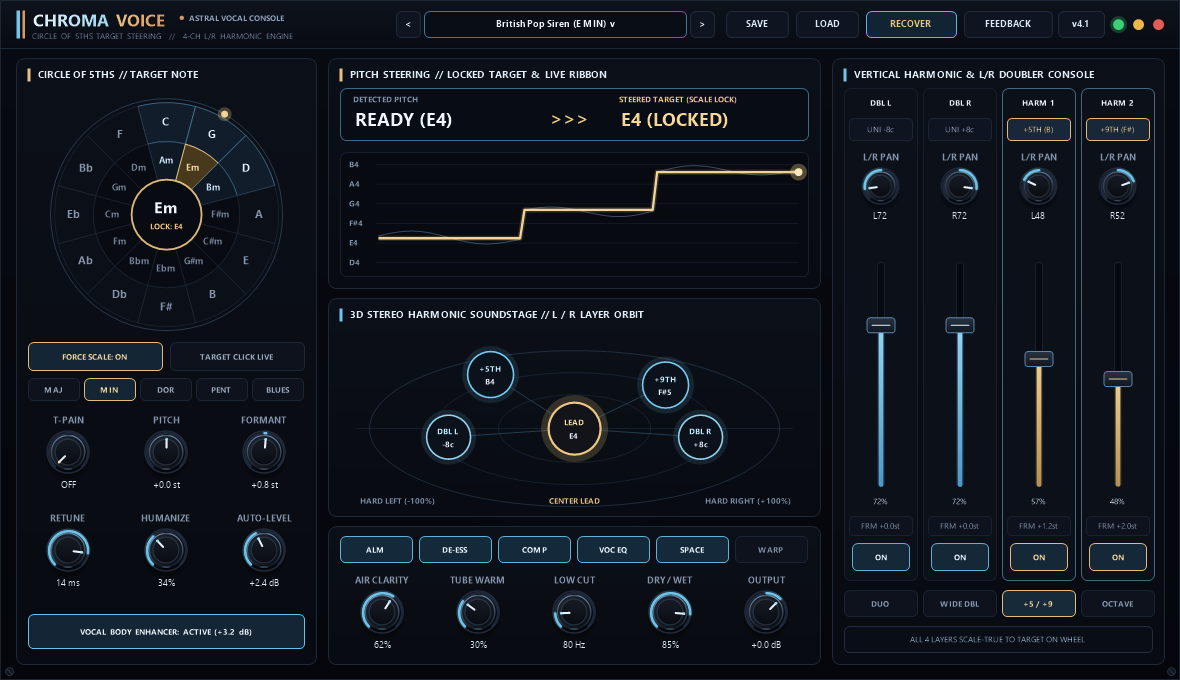 CHROMA VOICE
ASTRAL VOCAL CONSOLE
CIRCLE OF 5THS TARGET STEERING // 4-CH L/R HARMONIC ENGINE
<
British Pop Siren (E MIN) v
>
SAVE
LOAD
RECOVER
FEEDBACK
v4.1
CIRCLE OF 5THS // TARGET NOTE
C
G
D
A
E
B
F#
Db
Ab
Eb
Bb
F
Am
Em
Bm
F#m
C#m
G#m
Ebm
Bbm
Fm
Cm
Gm
Dm
Em
LOCK: E4
FORCE SCALE: ON
TARGET CLICK LIVE
MAJ
MIN
DOR
PENT
BLUES
T-PAIN
PITCH
FORMANT
OFF
+0.0 st
+0.8 st
RETUNE
HUMANIZE
AUTO-LEVEL
14 ms
34%
+2.4 dB
VOCAL BODY ENHANCER: ACTIVE (+3.2 dB)
PITCH STEERING // LOCKED TARGET & LIVE RIBBON
DETECTED PITCH
STEERED TARGET (SCALE LOCK)
READY (E4)
>>>
E4 (LOCKED)
B4
A4
G4
F#4
E4
D4
3D STEREO HARMONIC SOUNDSTAGE // L / R LAYER ORBIT
+5TH
B4
+9TH
F#5
LEAD
E4
DBL L
-8c
DBL R
+8c
HARD LEFT (-100%)
CENTER LEAD
HARD RIGHT (+100%)
ALM
DE-ESS
COMP
VOC EQ
SPACE
WARP
AIR CLARITY
TUBE WARM
LOW CUT
DRY / WET
OUTPUT
62%
30%
80 Hz
85%
+0.0 dB
VERTICAL HARMONIC & L/R DOUBLER CONSOLE
DBL L
DBL R
HARM 1
HARM 2
UNI -8c
UNI +8c
+5TH (B)
+9TH (F#)
L/R PAN
L/R PAN
L/R PAN
L/R PAN
L72
R72
L48
R52
72%
72%
57%
48%
FRM +0.0st
FRM +0.0st
FRM +1.2st
FRM +2.0st
ON
ON
ON
ON
DUO
WIDE DBL
+5 / +9
OCTAVE
ALL 4 LAYERS SCALE-TRUE TO TARGET ON WHEEL